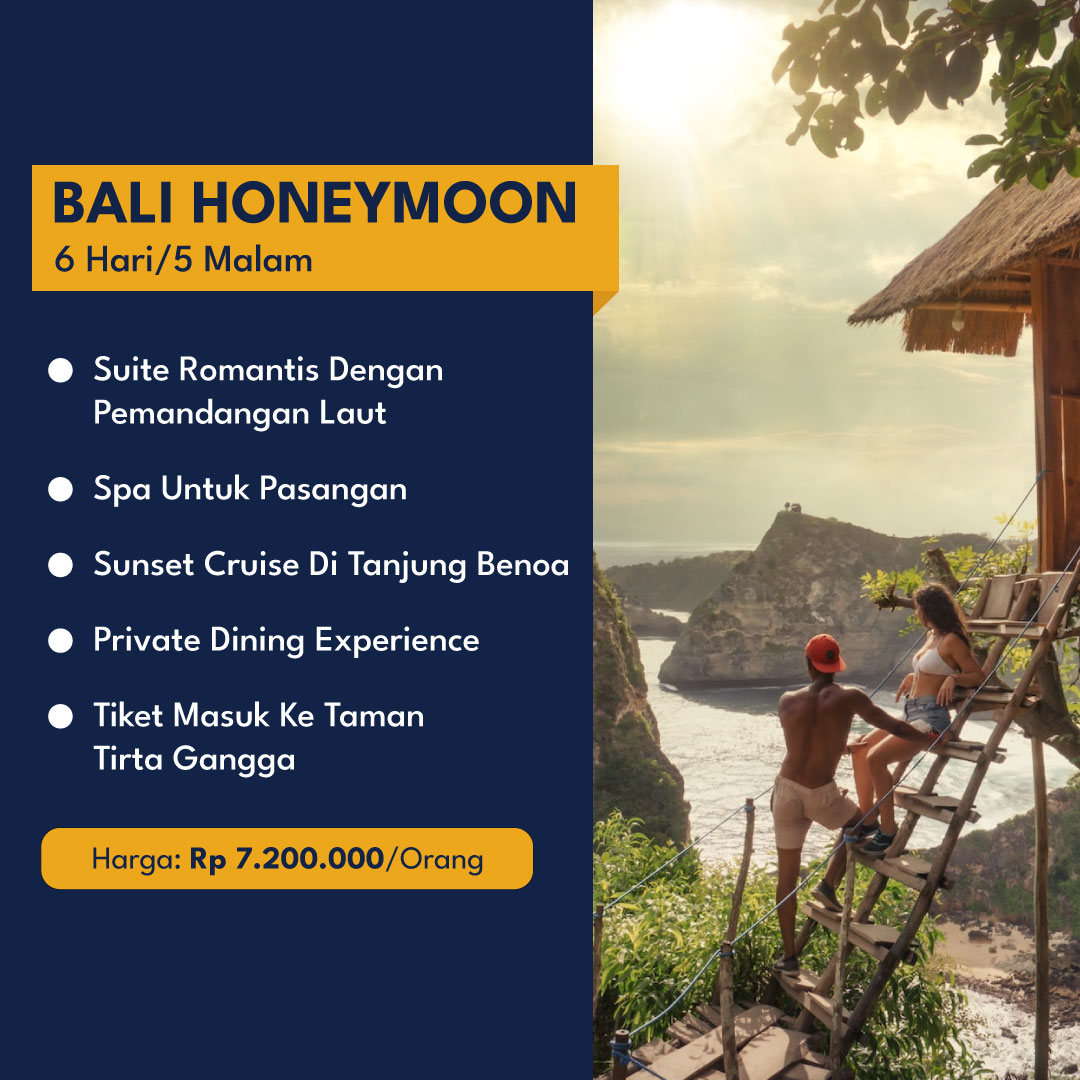 BALI HONEYMOON
6 Hari/5 Malam
Suite Romantis Dengan
Pemandangan Laut
Spa Untuk Pasangan
Sunset Cruise Di Tanjung Benoa
Private Dining Experience
Tiket Masuk Ke Taman
Tirta Gangga
Harga: Rp 7.200.000/Orang